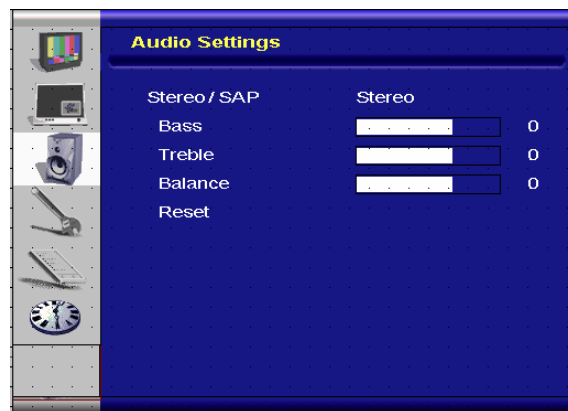 Audio Settings
Stereo / SAP Stereo
Bass 0
Treble 0
Balance 0
Reset